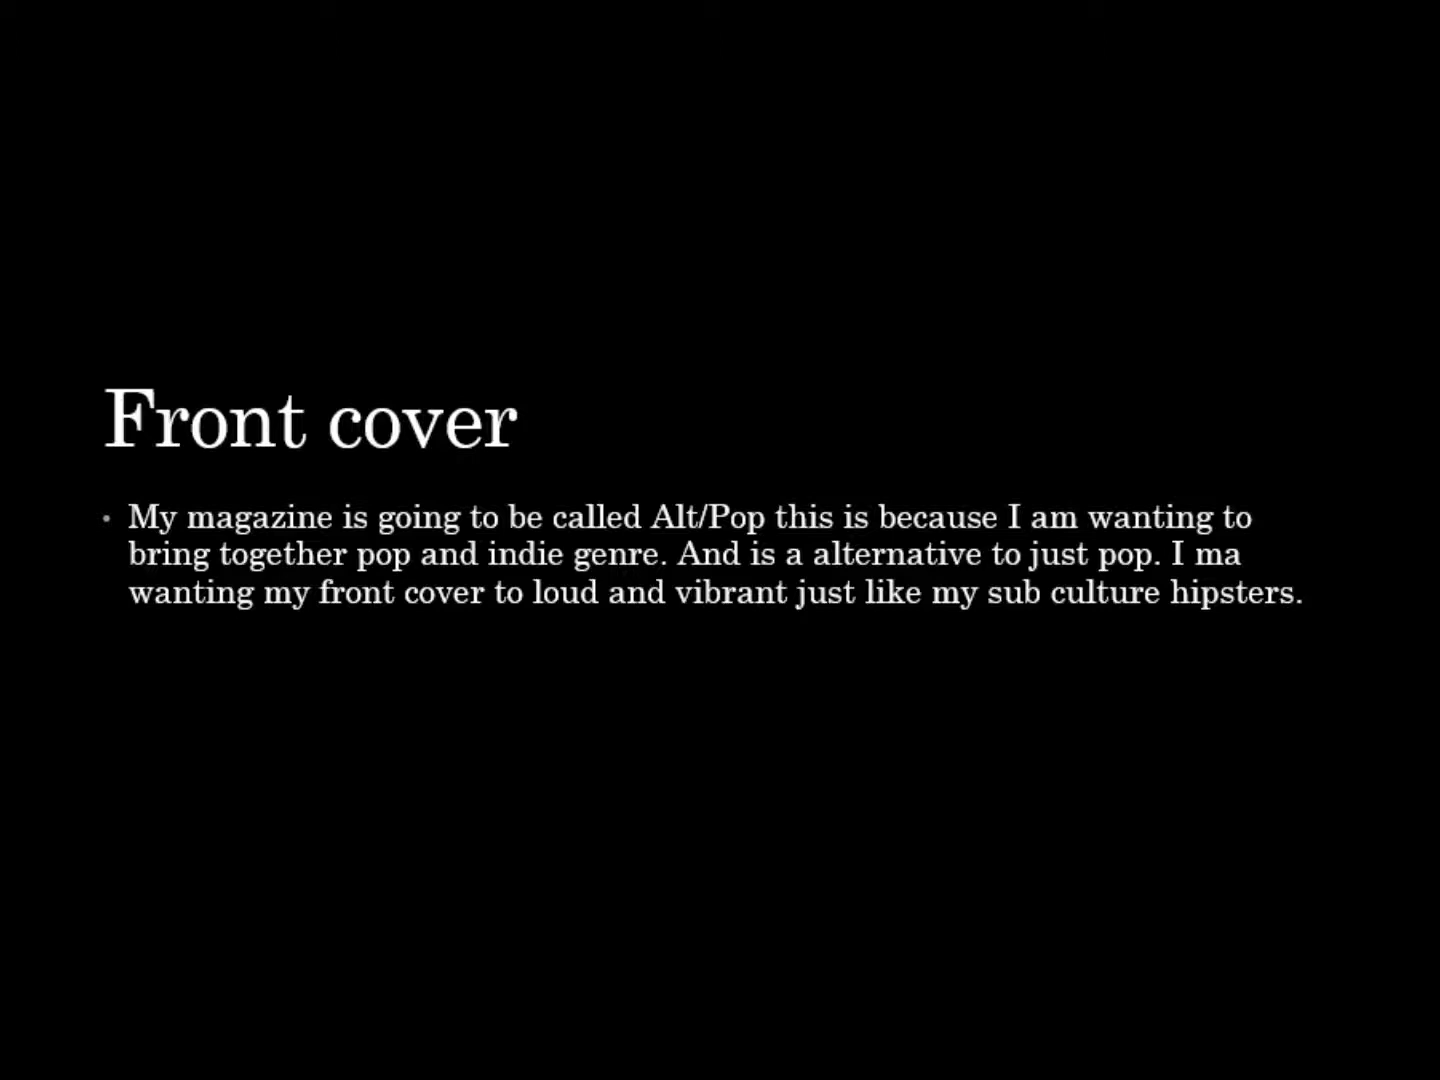 Front cover
• My magazine is going to be called Alt/Pop this is because I am wanting to
bring together pop and indie genre. And is a alternative to just pop. I ma
wanting my front cover to loud and vibrant just like my sub culture hipsters.